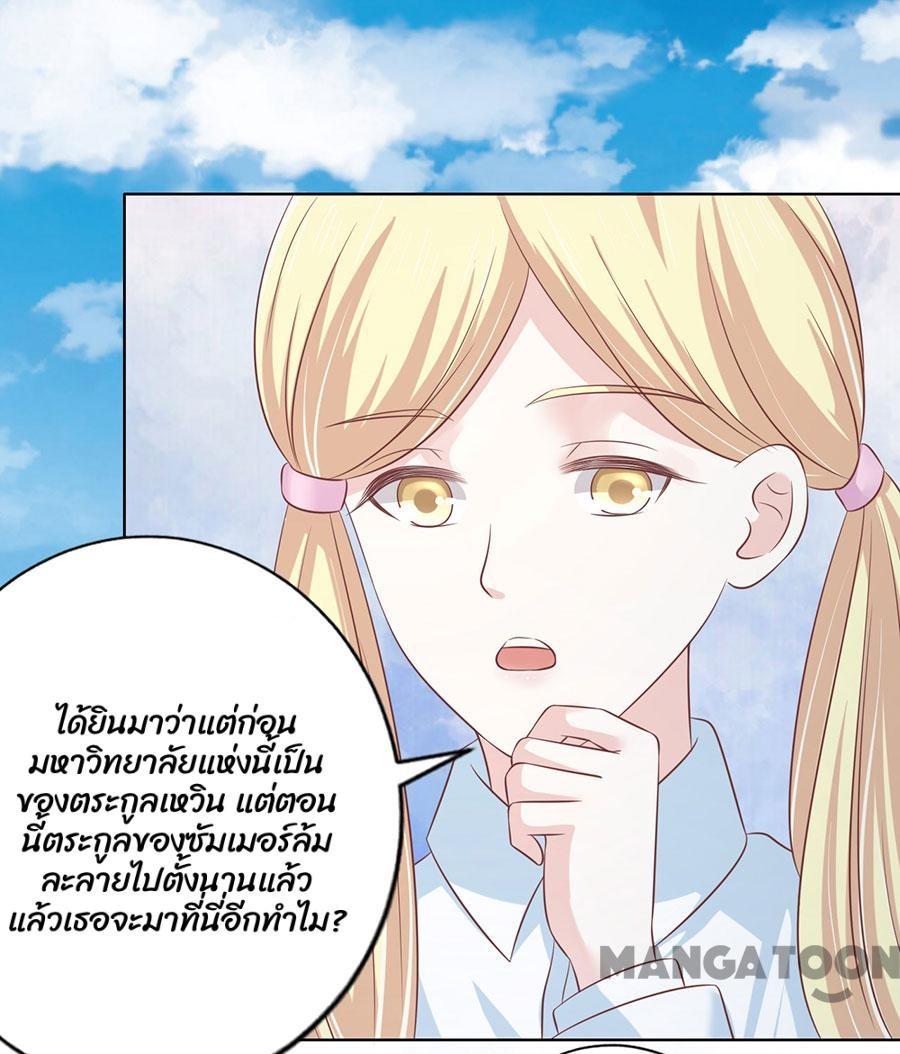 ได้ยินมาว่าแต่ก่อน
มหาวิทยาลัยแห่งนี้เป็น
ของตระกูลเหวิน แต่ตอน
นี้ตระกูลของซัมเมอร์ล้ม
ละลายไปตั้งนานแล้ว
แล้วเธอจะมาที่นี่อีกทำไม?
MANGATOON